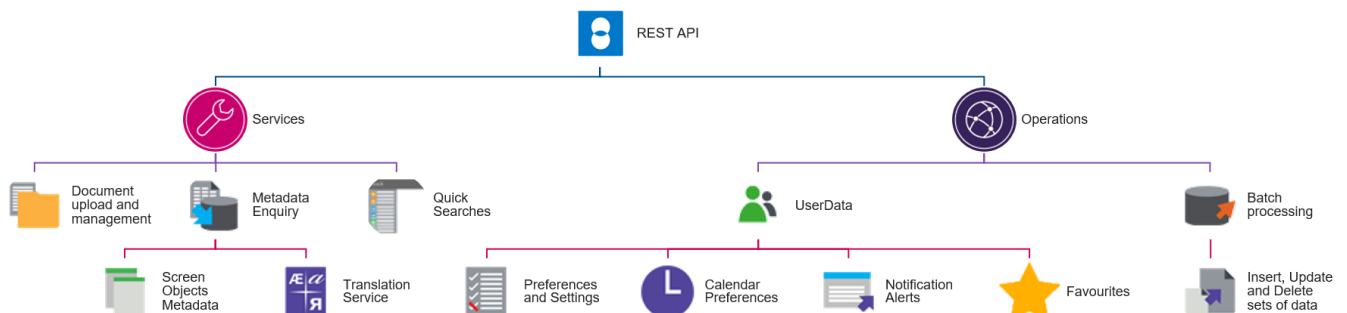 REST API
Services
Operations
Document
upload and
management
Metadata
Enquiry
Quick
Searches
UserData
Batch
processing
Screen
Objects
Metadata
Æ a
Я
Translation
Service
Preferences
and Settings
Calendar
Preferences
Notification
Alerts
Favourites
Insert, Update
and Delete
sets of data